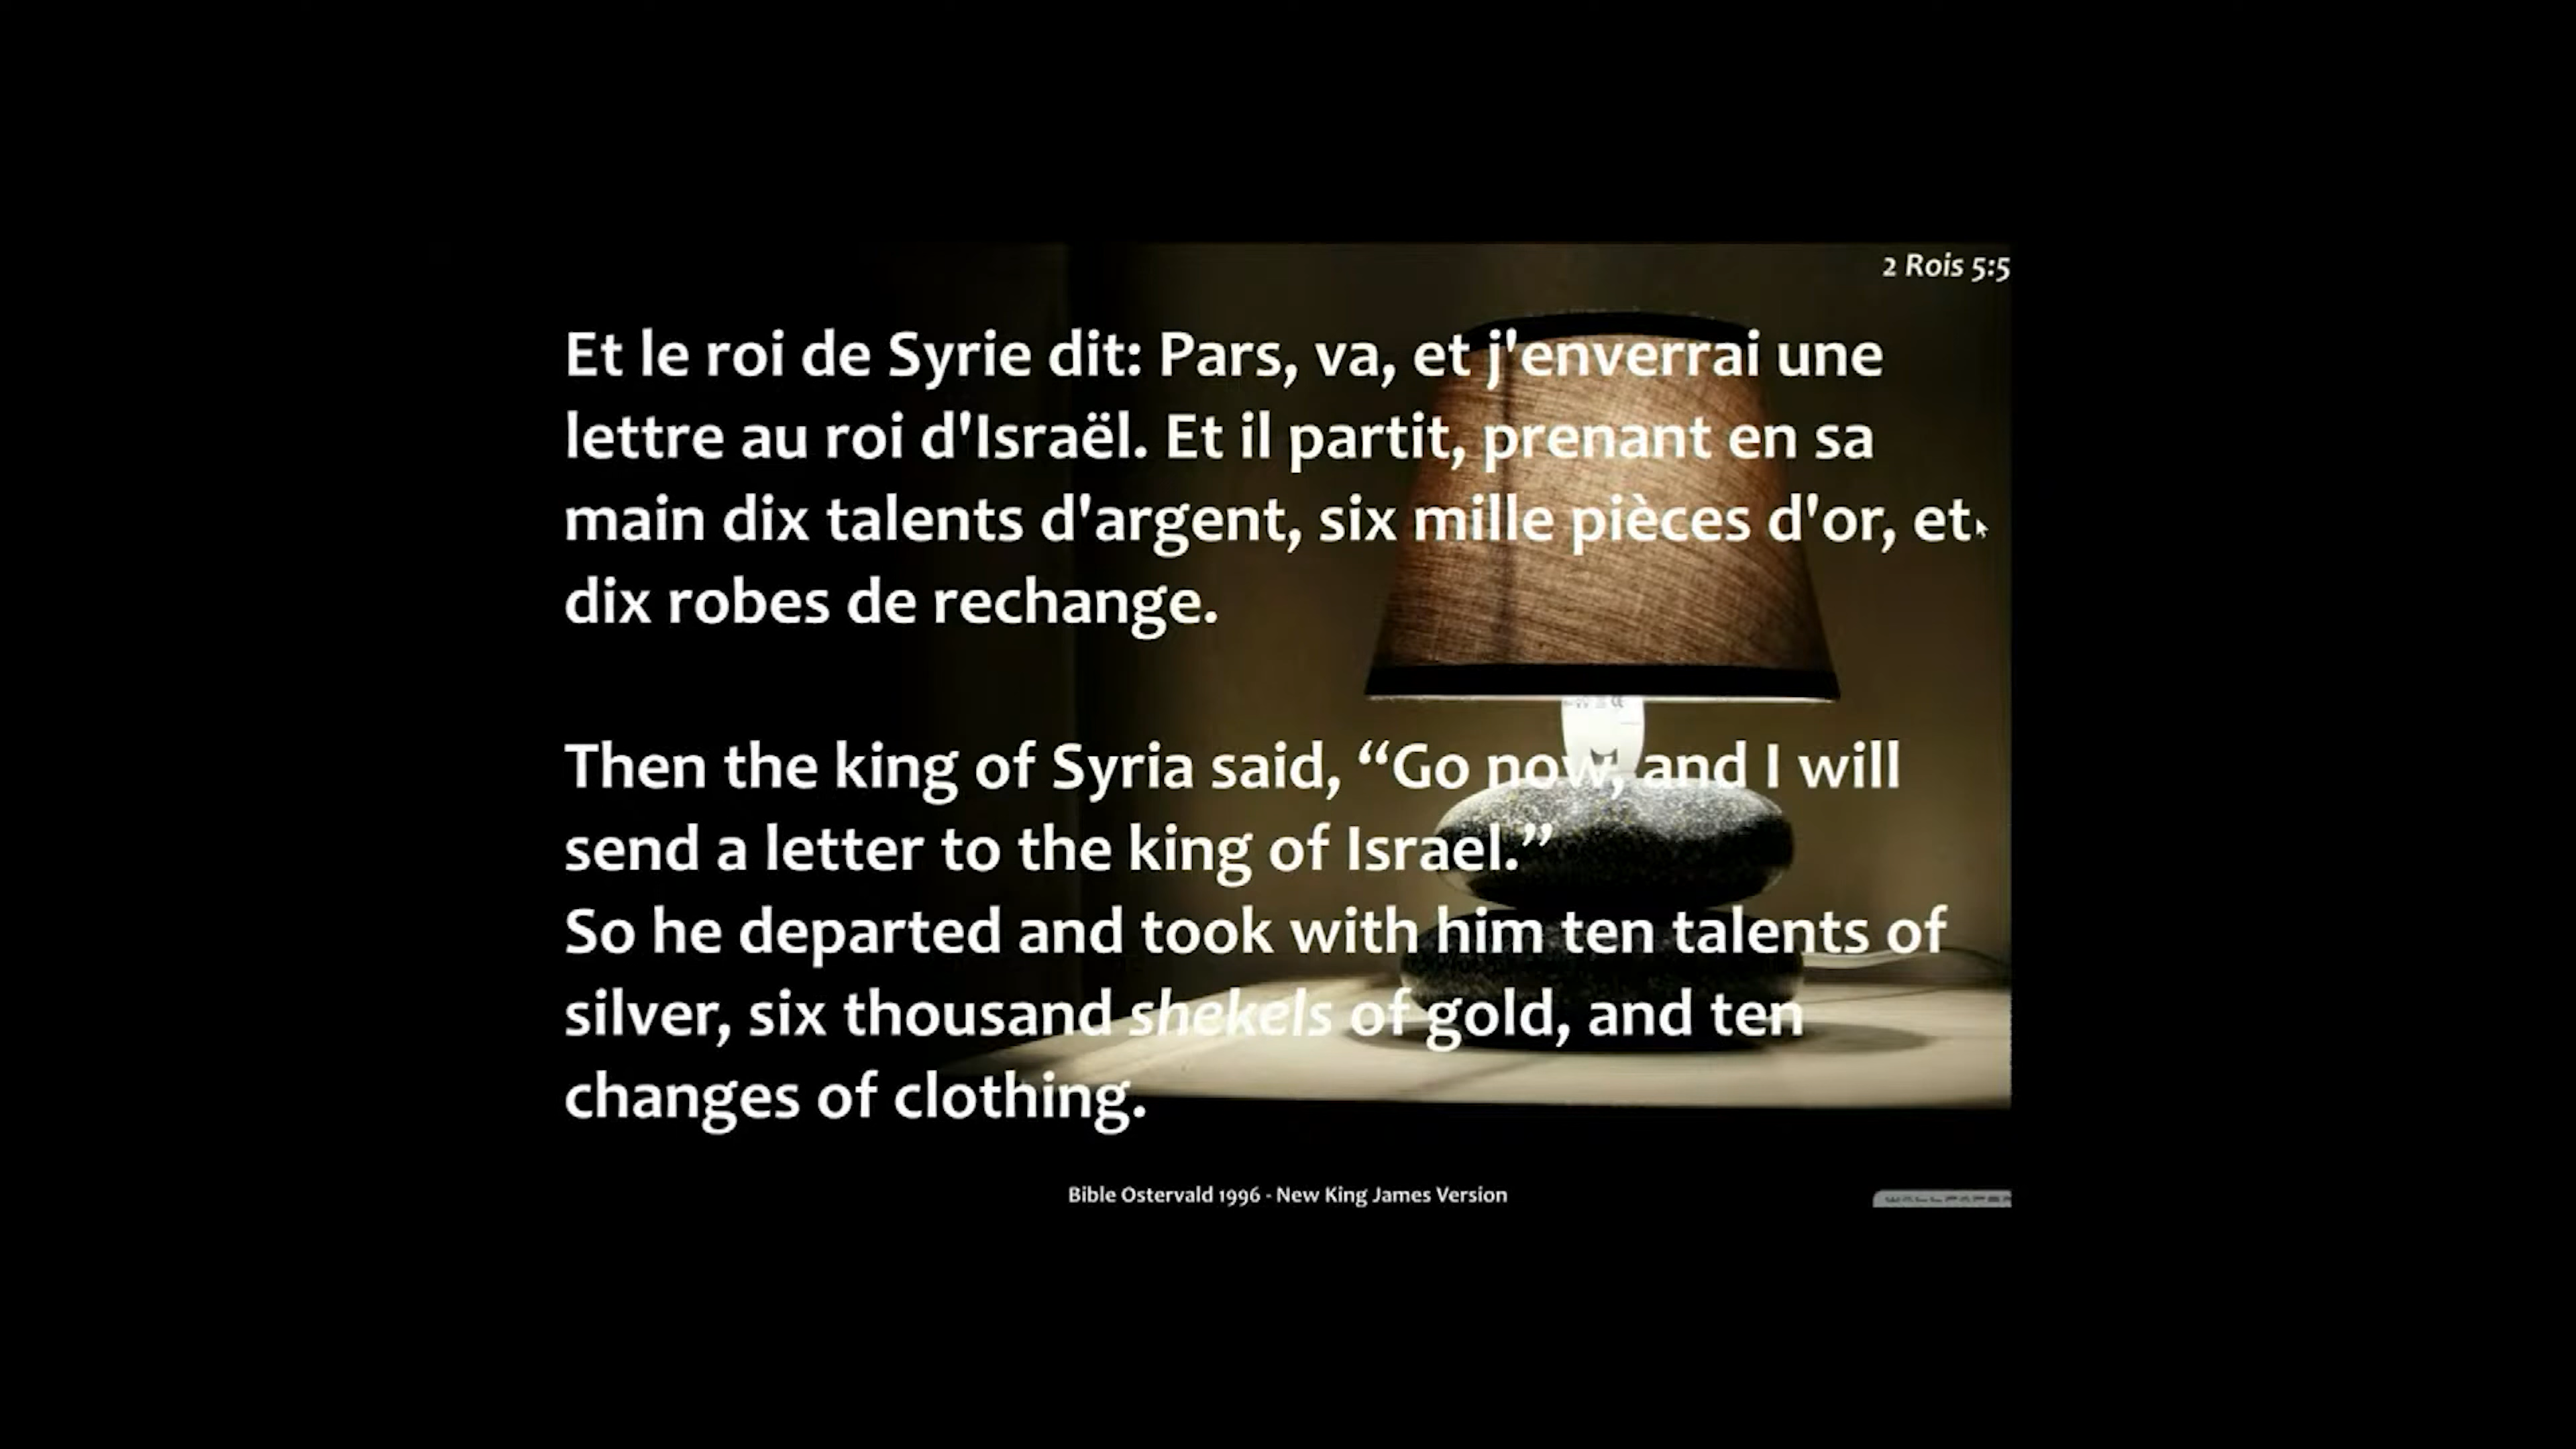 2 Rois 5:5
Et le roi de Syrie dit: Pars, va, et j'enverrai une
lettre au roi d'Israël. Et il partit, prenant en sa
main dix talents d'argent, six mille pièces d'or, et
dix robes de rechange.
Then the king of Syria said, “Go now, and I will
send a letter to the king of Israel.”
So he departed and took with him ten talents of
silver, six thousand shekels of gold, and ten
changes of clothing.
Bible Ostervald 1996 - New King James Version
WALLPAPER